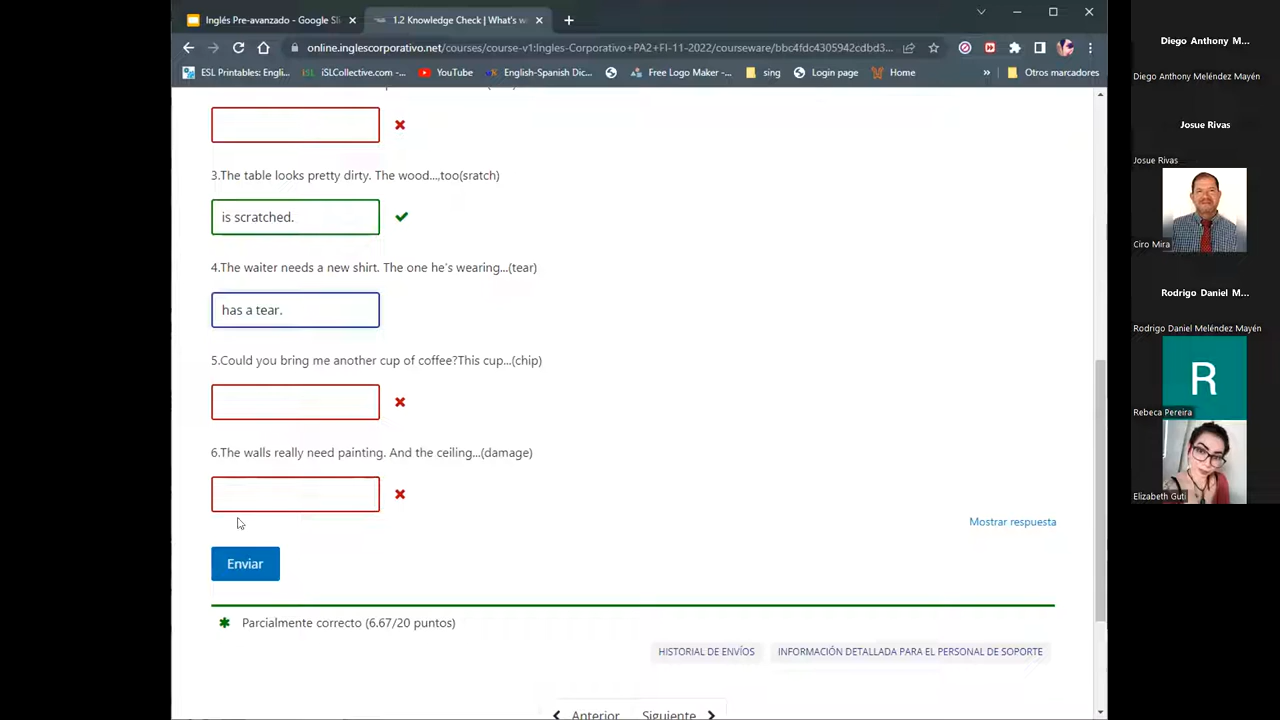 Inglés Pre-avanzado - Google Sli
1.2 Knowledge Check | What's w
online.inglescorporativo.net/courses/course-v1:Ingles-Corporativo+PA2+FI-11-2022/courseware/bbc4fdc4305942cdbd3...
ESL Printables: Engli...
iSLCollective.com -...
YouTube
English-Spanish Dic...
Free Logo Maker -...
sing
Login page
Home
»
Otros marcadores
3.The table looks pretty dirty. The wood...,too(sratch)
is scratched.
4.The waiter needs a new shirt. The one he's wearing...(tear)
has a tear.
5.Could you bring me another cup of coffee?This cup...(chip)
6.The walls really need painting. And the ceiling...(damage)
Mostrar respuesta
Enviar
Parcialmente correcto (6.67/20 puntos)
HISTORIAL DE ENVÍOS
INFORMACIÓN DETALLADA PARA EL PERSONAL DE SOPORTE
Anterior
Siguiente
Diego Anthony M...
Diego Anthony Meléndez Mayén
Josue Rivas
Josue Rivas
Ciro Mira
Rodrigo Daniel M...
Rodrigo Daniel Meléndez Mayén
R
Rebeca Pereira
Elizabeth Guti